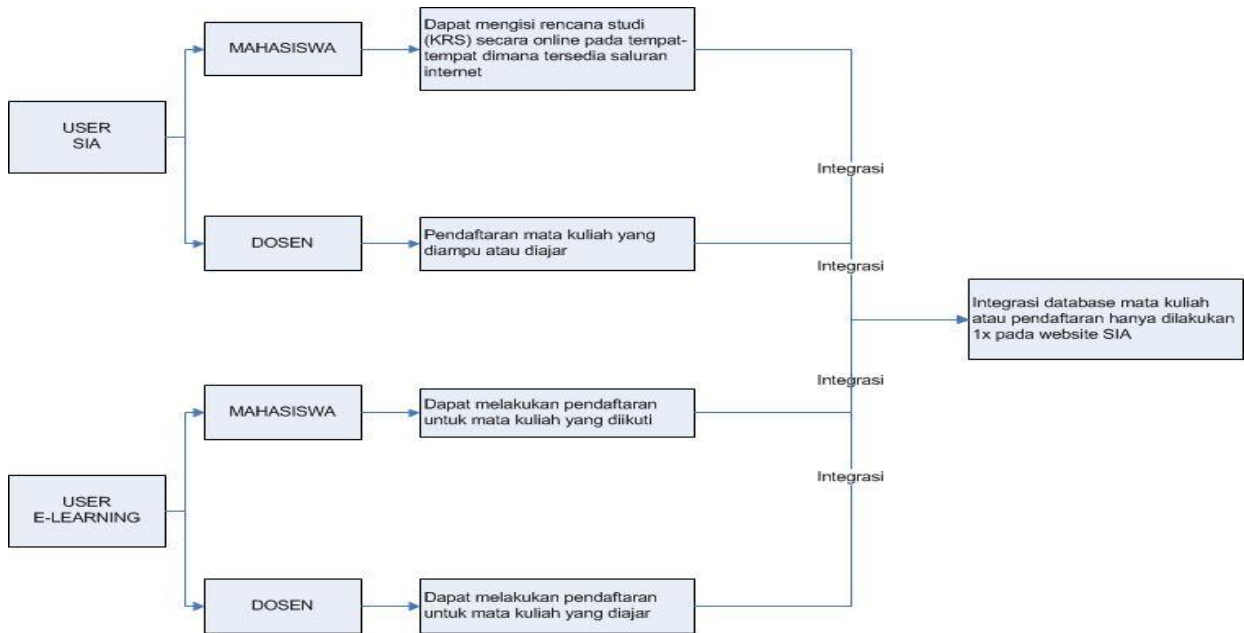 MAHASISWA
Dapat mengisi rencana studi
(KRS) secara online pada tempat-
tempat dimana tersedia saluran
internet
USER
SIA
Integrasi
DOSEN
Pendaftaran mata kuliah yang
diampu atau diajar
Integrasi
Integrasi database mata kuliah
atau pendaftaran hanya dilakukan
1x pada website SIA
Integrasi
MAHASISWA
Dapat melakukan pendaftaran
untuk mata kuliah yang diikuti
Integrasi
USER
E-LEARNING
DOSEN
Dapat melakukan pendaftaran
untuk mata kuliah yang diajar